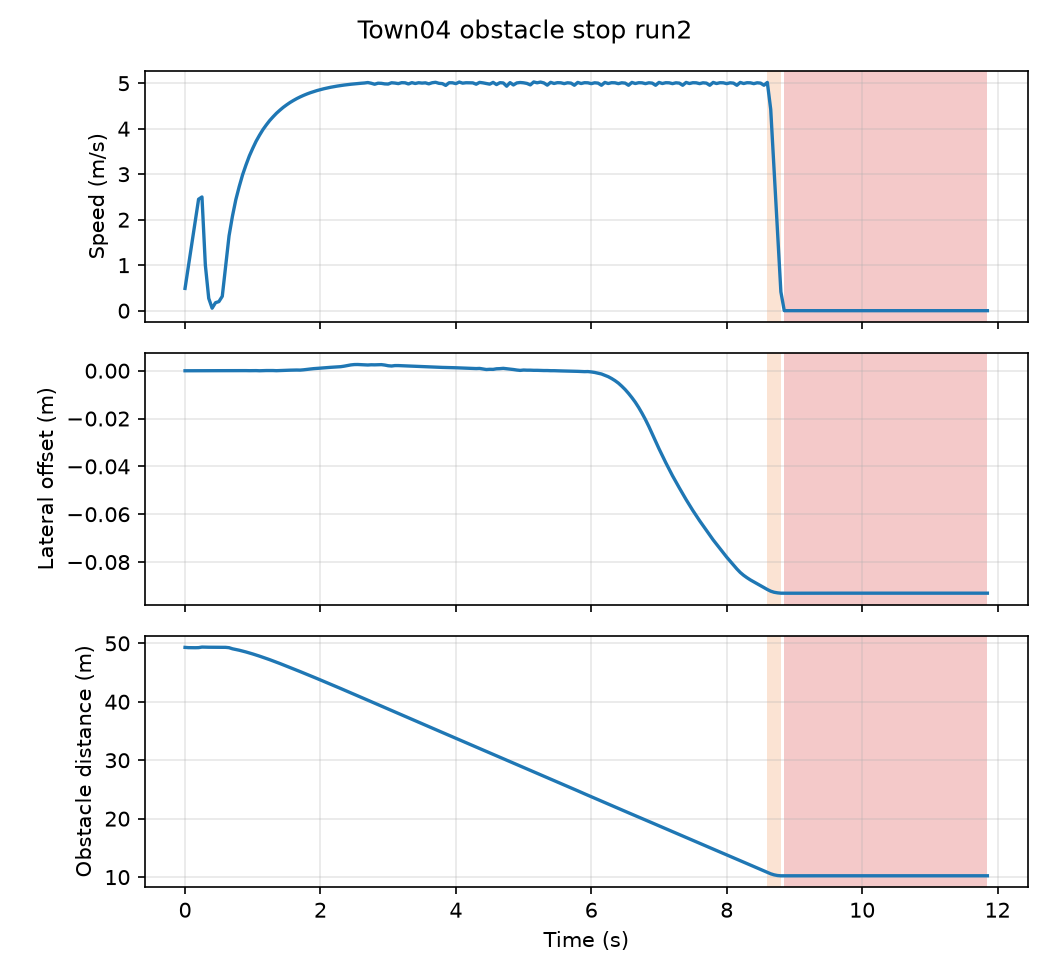 Town04 obstacle stop run2
Speed (m/s)
5
4
3
2
1
0
Lateral offset (m)
0.00
−0.02
−0.04
−0.06
−0.08
Obstacle distance (m)
50
40
30
20
10
0 2 4 6 8 10 12
Time (s)